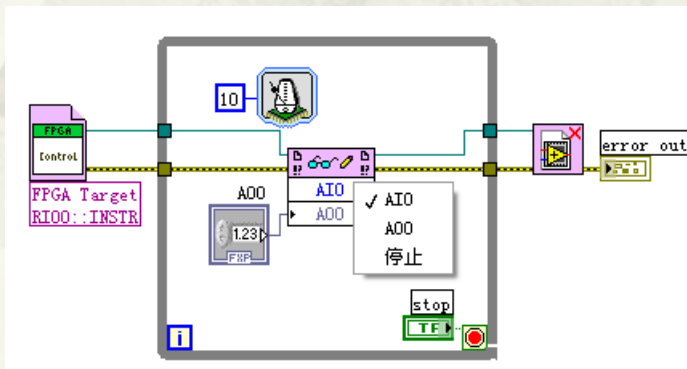 10
FPGA
Control
FPGA Target
RIO0::INSTR
AO0
1.23
FXP
AI0
AO0
✓ AI0
AO0
停止
stop
TF
i
error out